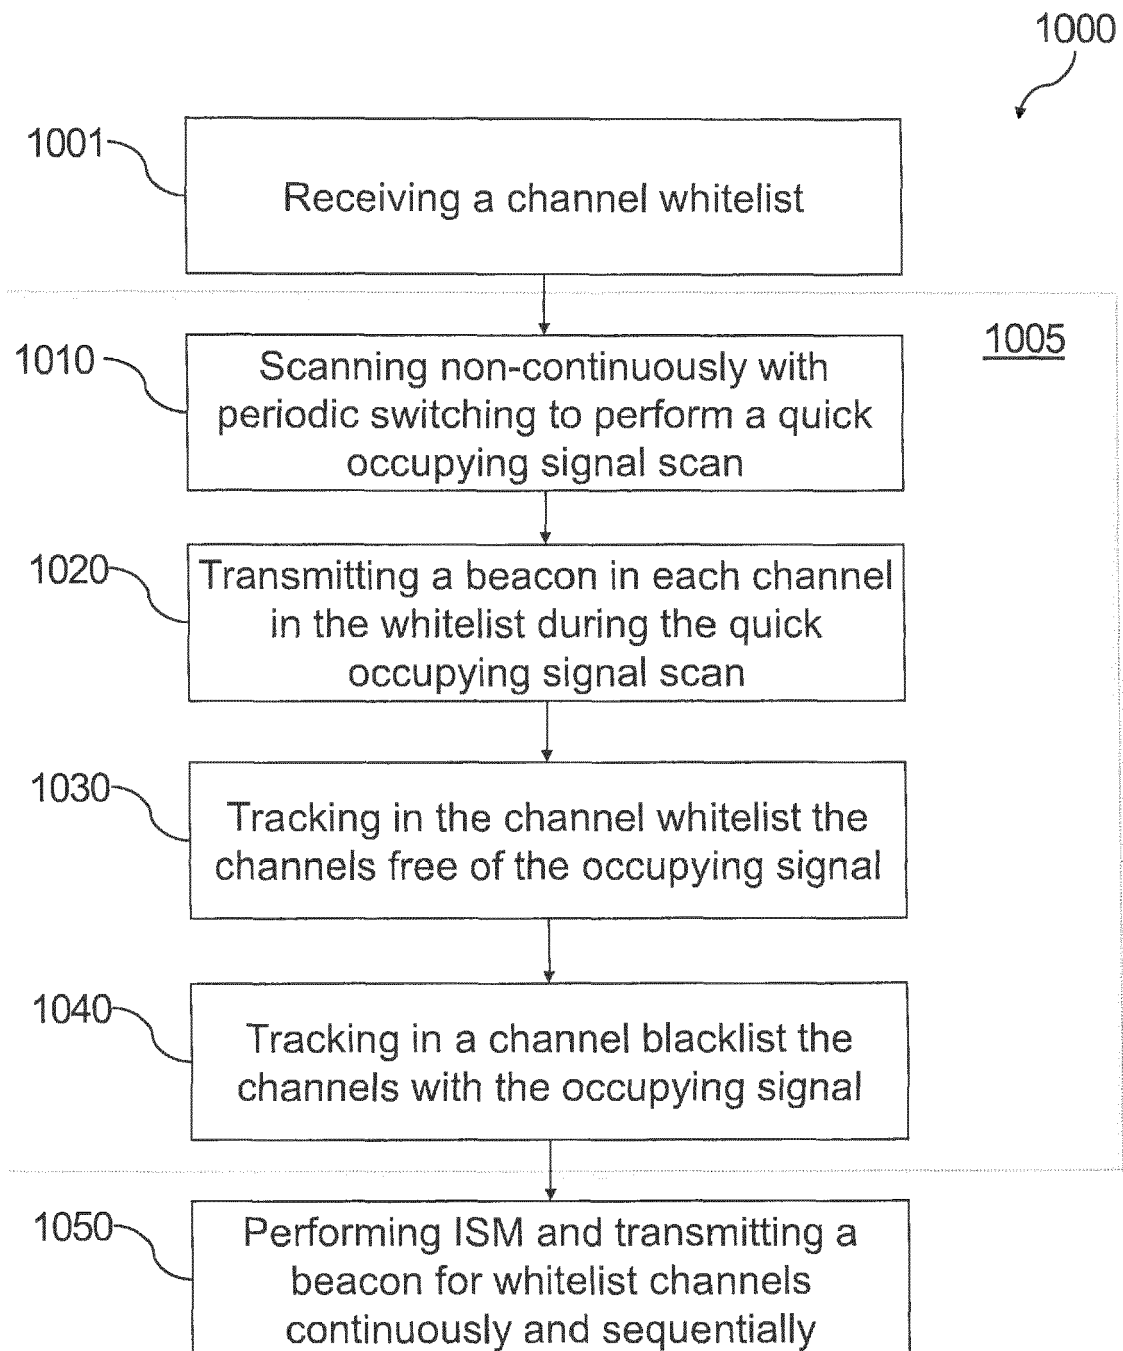 1000
1001
Receiving a channel whitelist
1005
1010
Scanning non-continuously with
periodic switching to perform a quick
occupying signal scan
1020
Transmitting a beacon in each channel
in the whitelist during the quick
occupying signal scan
1030
Tracking in the channel whitelist the
channels free of the occupying signal
1040
Tracking in a channel blacklist the
channels with the occupying signal
1050
Performing ISM and transmitting a
beacon for whitelist channels
continuously and sequentially